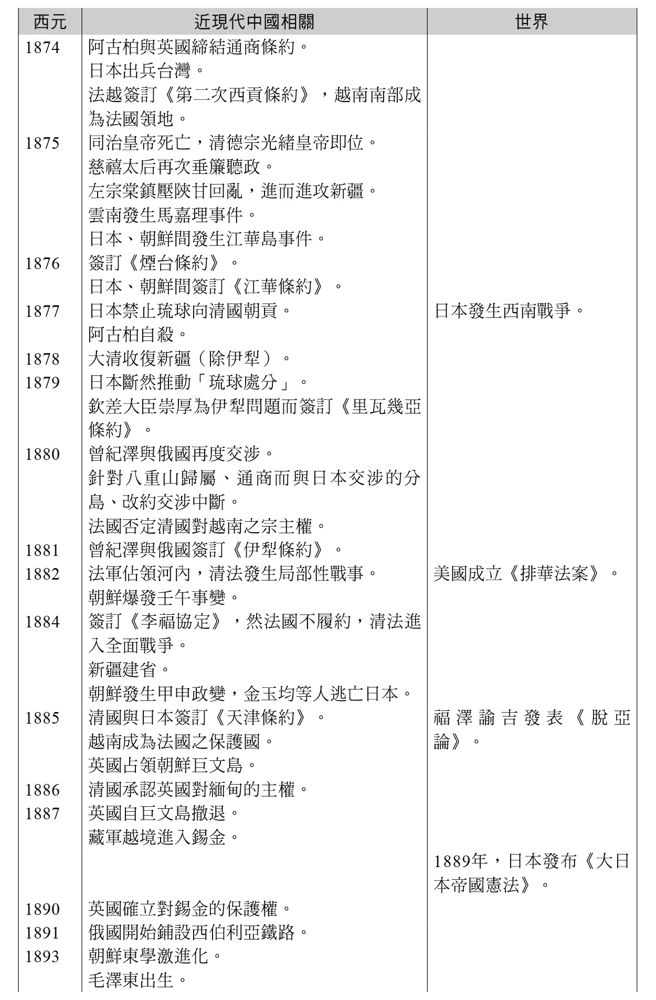 西元 近現代中國相關 世界
1874 阿古柏與英國締結通商條約。
日本出兵台灣。
法越簽訂《第二次西貢條約》，越南南部成
為法國領地。
1875 同治皇帝死亡，清德宗光緒皇帝即位。
慈禧太后再次垂簾聽政。
左宗棠鎮壓陝甘回亂，進而進攻新疆。
雲南發生馬嘉理事件。
日本、朝鮮間發生江華島事件。
1876 簽訂《煙台條約》。
日本、朝鮮間簽訂《江華條約》。
1877 日本禁止琉球向清國朝貢。 日本發生西南戰爭。
阿古柏自殺。
1878 大清收復新疆（除伊犁）。
1879 日本斷然推動「琉球處分」。
欽差大臣崇厚為伊犁問題而簽訂《里瓦幾亞
條約》。
1880 曾紀澤與俄國再度交涉。
針對八重山歸屬、通商而與日本交涉的分
島、改約交涉中斷。
法國否定清國對越南之宗主權。
1881 曾紀澤與俄國簽訂《伊犁條約》。
1882 法軍佔領河內，清法發生局部性戰事。 美國成立《排華法案》。
朝鮮爆發壬午事變。
1884 簽訂《李福協定》，然法國不履約，清法進
入全面戰爭。
新疆建省。
朝鮮發生甲申政變，金玉均等人逃亡日本。
1885 清國與日本簽訂《天津條約》。 福澤諭吉發表《脫亞
越南成為法國之保護國。 論》。
英國占領朝鮮巨文島。
1886 清國承認英國對緬甸的主權。
1887 英國自巨文島撤退。
藏軍越境進入錫金。
1889年，日本發布《大日
本帝國憲法》。
1890 英國確立對錫金的保護權。
1891 俄國開始鋪設西伯利亞鐵路。
1893 朝鮮東學激進化。
毛澤東出生。